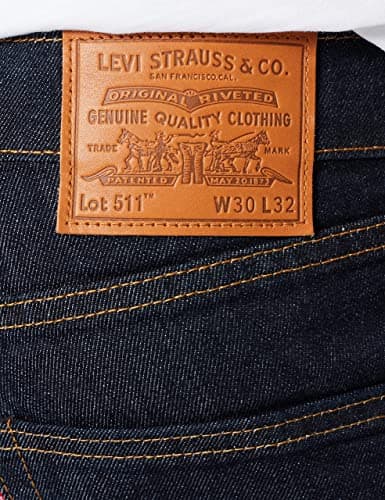 LEVI STRAUSS & CO.
SAN FRANCISCO,CAL.
ORIGINAL RIVETED
GENUINE QUALITY CLOTHING
TRADE MARK
PATENTED MAY 20 1873
Lot 511™ W30 L32